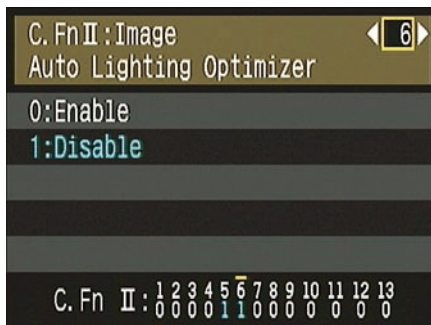 C.Fn II:Image 6
Auto Lighting Optimizer
0:Enable
1:Disable
1 2 3 4 5 6 7 8 9 10 11 12 13
C.Fn II:0 0 0 0 1 1 0 0 0 0 0 0 0